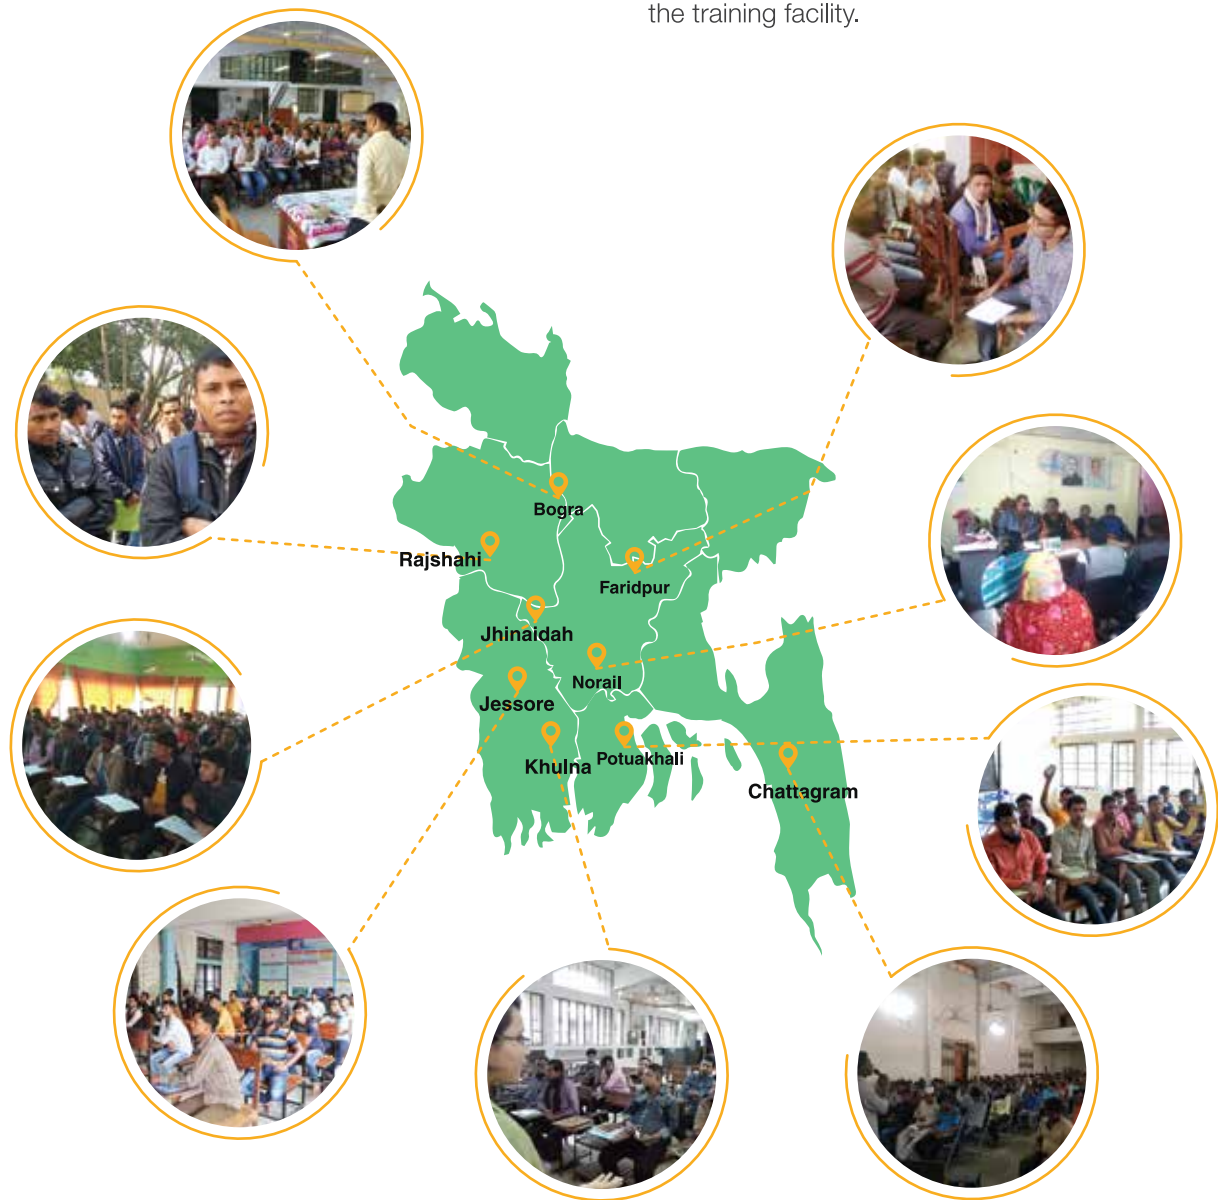 the training facility.
Bogra
Rajshahi
Faridpur
Jhinaidah
Norail
Jessore
Khulna
Potuakhali
Chattagram